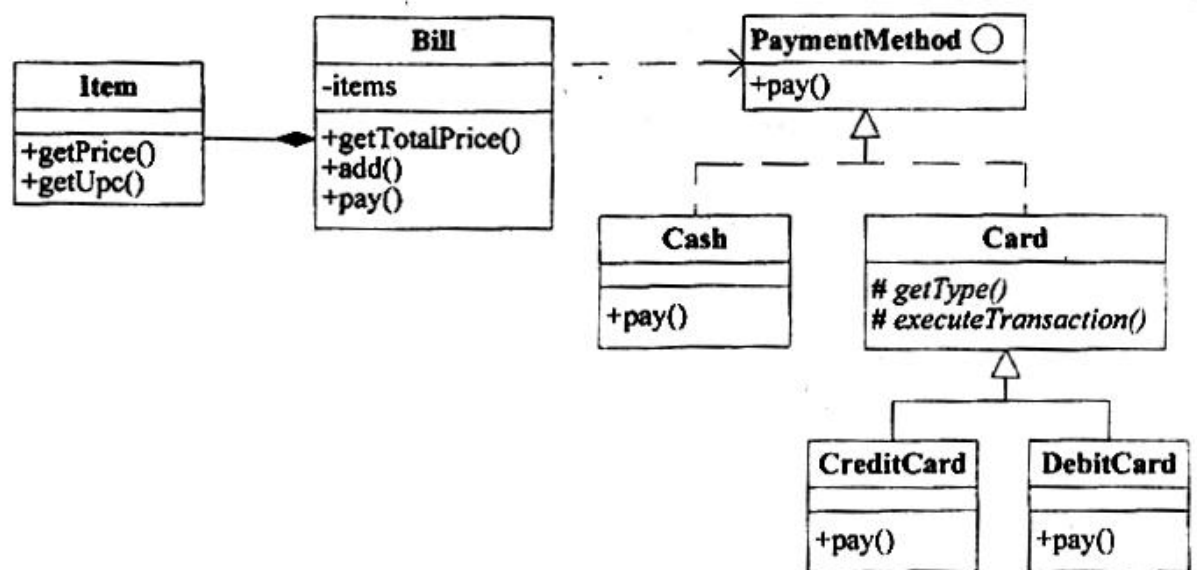 Item
+getPrice()
+getUpc()
Bill
-items
+getTotalPrice()
+add()
+pay()
PaymentMethod
+pay()
Cash
+pay()
Card
# getType()
# executeTransaction()
CreditCard
+pay()
DebitCard
+pay()